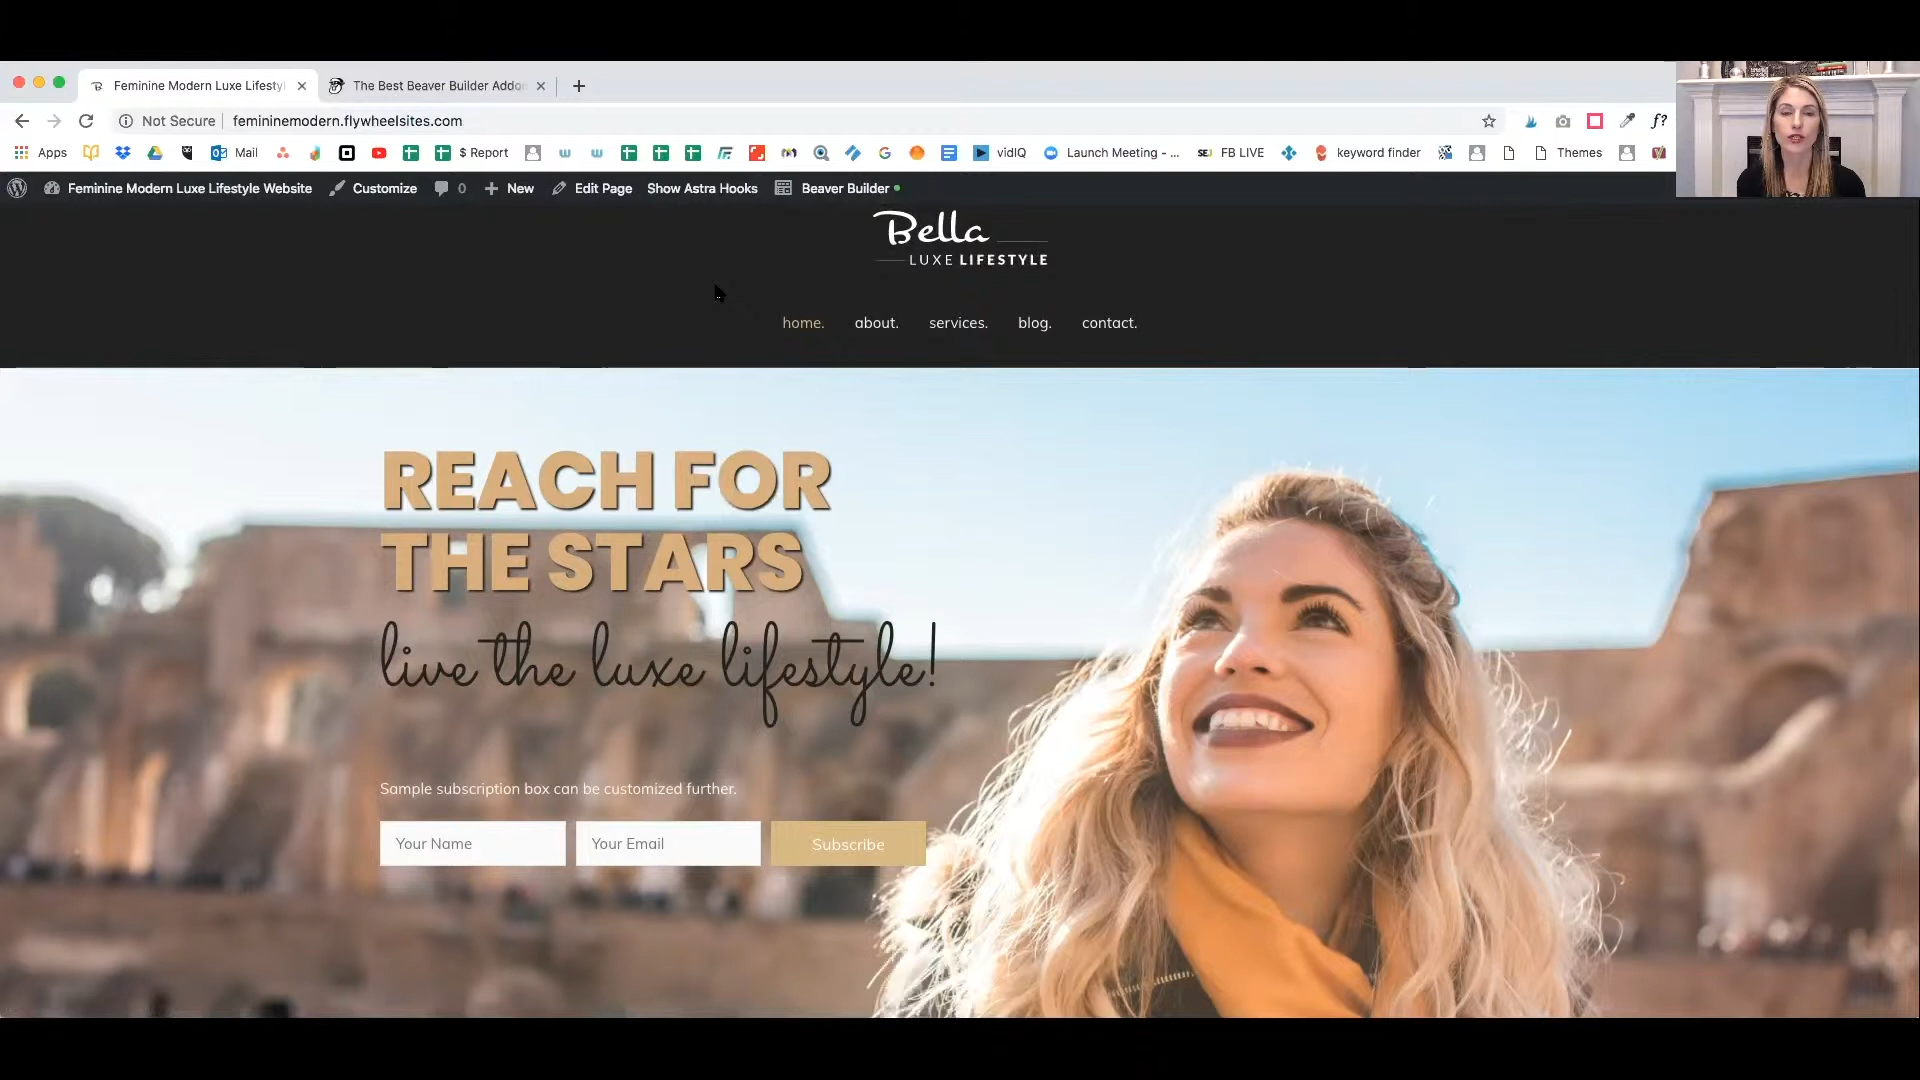 Feminine Modern Luxe Lifestyl
The Best Beaver Builder Addon
Not Secure
femininemodern.flywheelsites.com
f?
Apps
Mail
$ Report
vidIQ
Launch Meeting - ...
SEJ
FB LIVE
keyword finder
Themes
Feminine Modern Luxe Lifestyle Website
Customize
0
New
Edit Page
Show Astra Hooks
Beaver Builder
Bella
LUXE LIFESTYLE
home.
about.
services.
blog.
contact.
REACH FOR
THE STARS
live the luxe lifestyle!
Sample subscription box can be customized further.
Your Name
Your Email
Subscribe